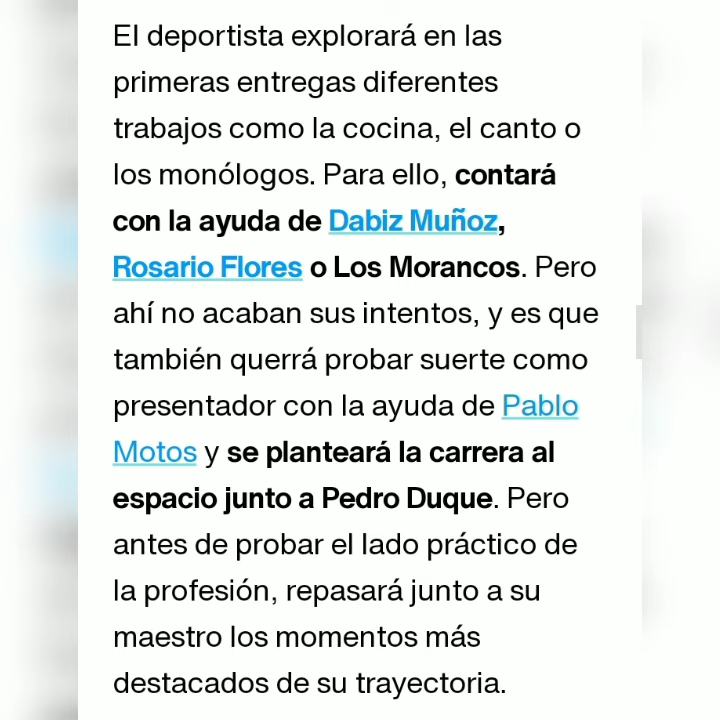 El deportista explorará en las
primeras entregas diferentes
trabajos como la cocina, el canto o
los monólogos. Para ello, contará
con la ayuda de Dabiz Muñoz,
Rosario Flores o Los Morancos. Pero
ahí no acaban sus intentos, y es que
también querrá probar suerte como
presentador con la ayuda de Pablo
Motos y se planteará la carrera al
espacio junto a Pedro Duque. Pero
antes de probar el lado práctico de
la profesión, repasará junto a su
maestro los momentos más
destacados de su trayectoria.